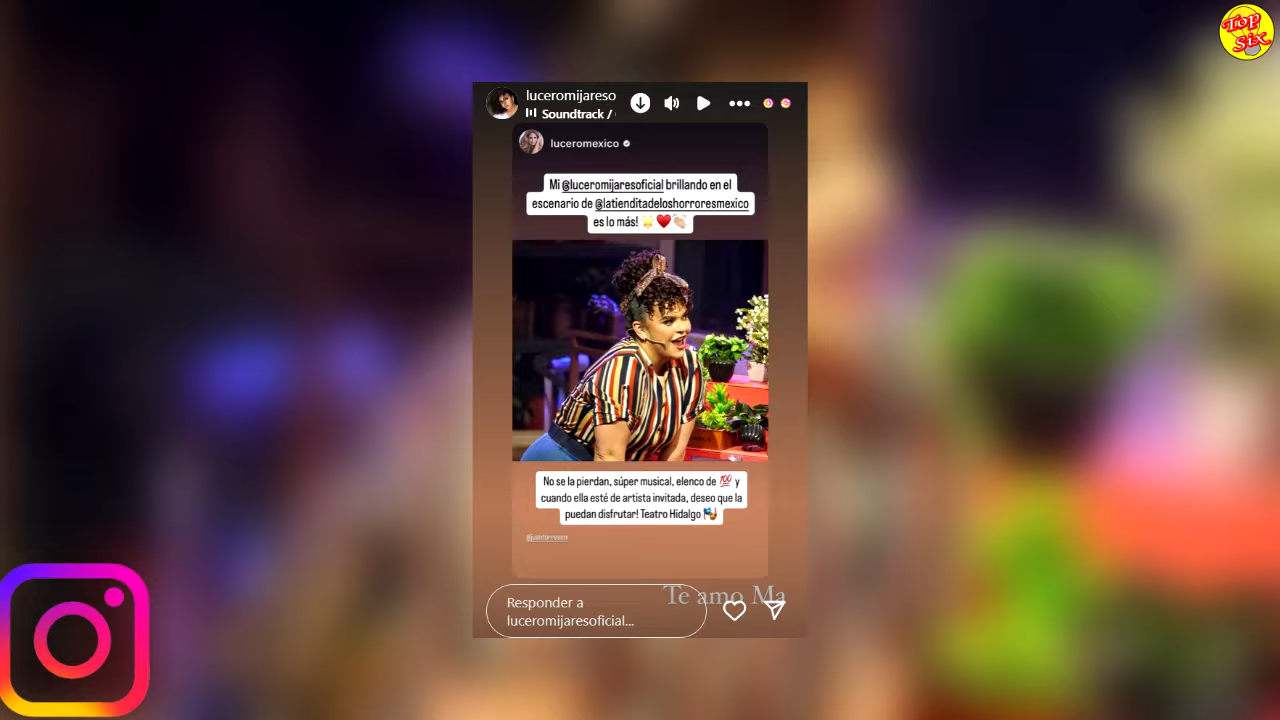 Top
Six
luceromijareso
Soundtrack /
luceromexico
Mi @luceromijaresoficial brillando en el
escenario de @latienditadeloshorroresmexico
es lo más! 🌟♥️👏🏼
No se la pierdan, súper musical, elenco de 💯 y
cuando ella esté de artista invitada, deseo que la
puedan disfrutar! Teatro Hidalgo 🎭
Te amo Ma
Responder a
luceromijaresoficial...